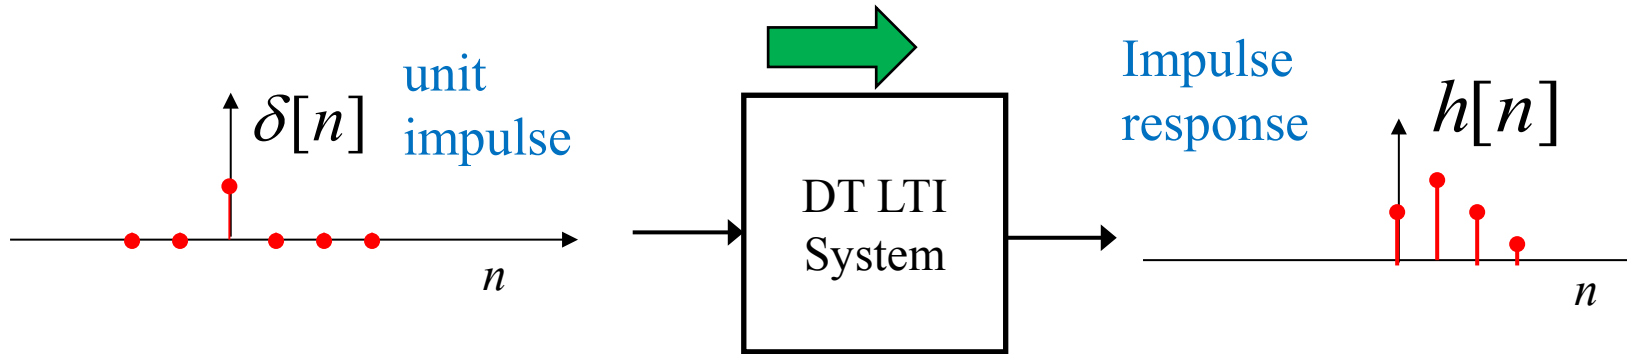 δ[n]
unit
impulse
n
DT LTI
System
Impulse
response
h[n]
n